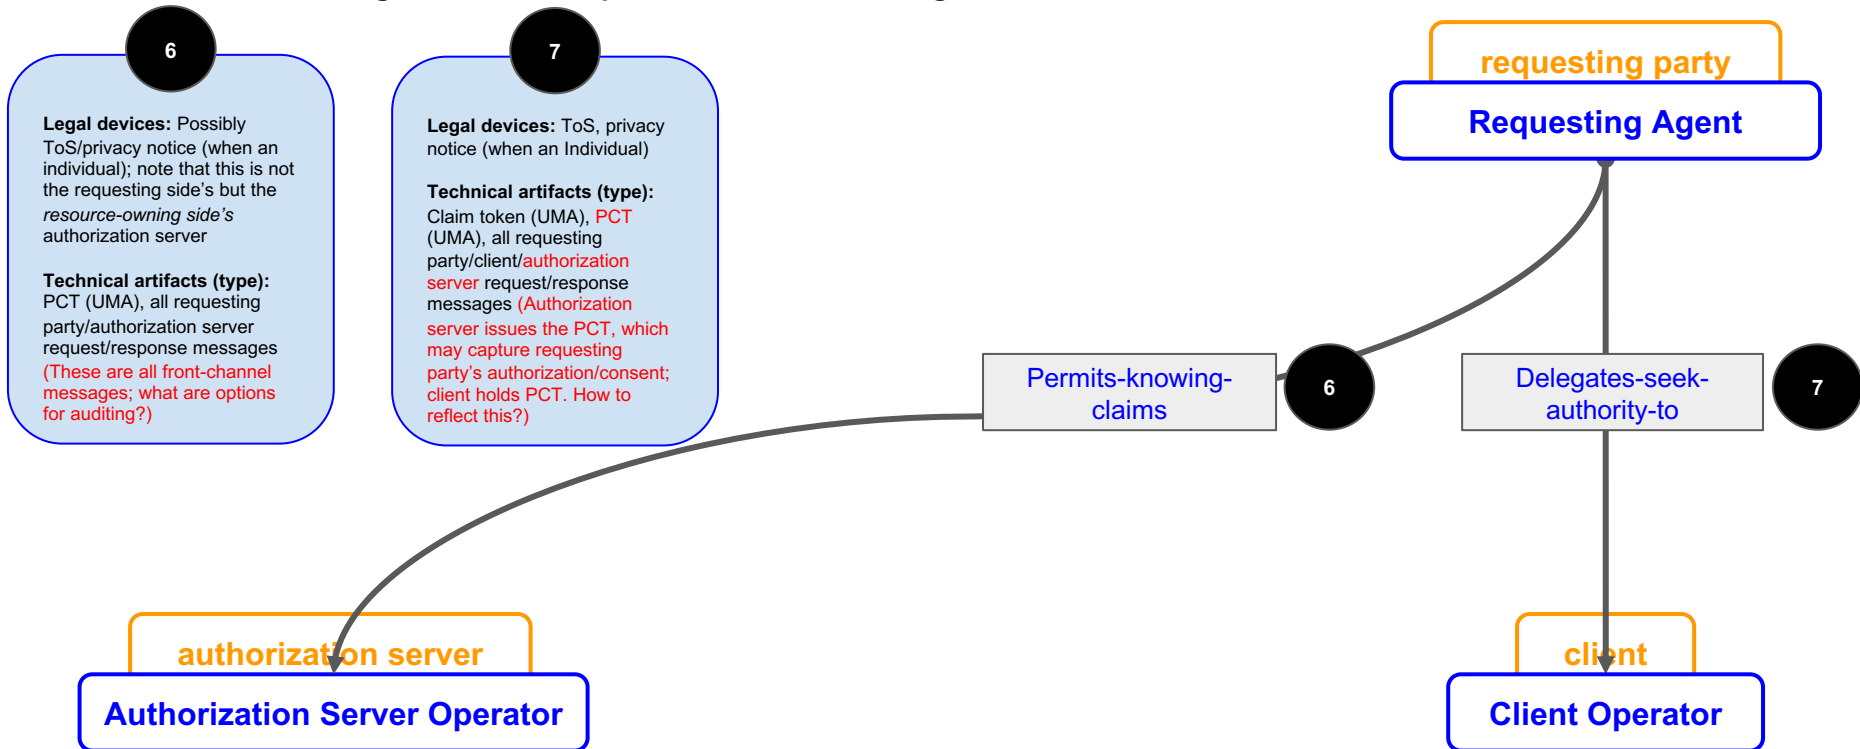 6
Legal devices: Possibly
ToS/privacy notice (when an
individual); note that this is not
the requesting side’s but the
resource-owning side’s
authorization server
Technical artifacts (type):
PCT (UMA), all requesting
party/authorization server
request/response messages
(These are all front-channel
messages; what are options
for auditing?)
7
Legal devices: ToS, privacy
notice (when an Individual)
Technical artifacts (type):
Claim token (UMA), PCT
(UMA), all requesting
party/client/authorization
server request/response
messages (Authorization
server issues the PCT, which
may capture requesting
party’s authorization/consent;
client holds PCT. How to
reflect this?)
requesting party
Requesting Agent
Permits-knowing-
claims
6
Delegates-seek-
authority-to
7
authorization server
Authorization Server Operator
client
Client Operator